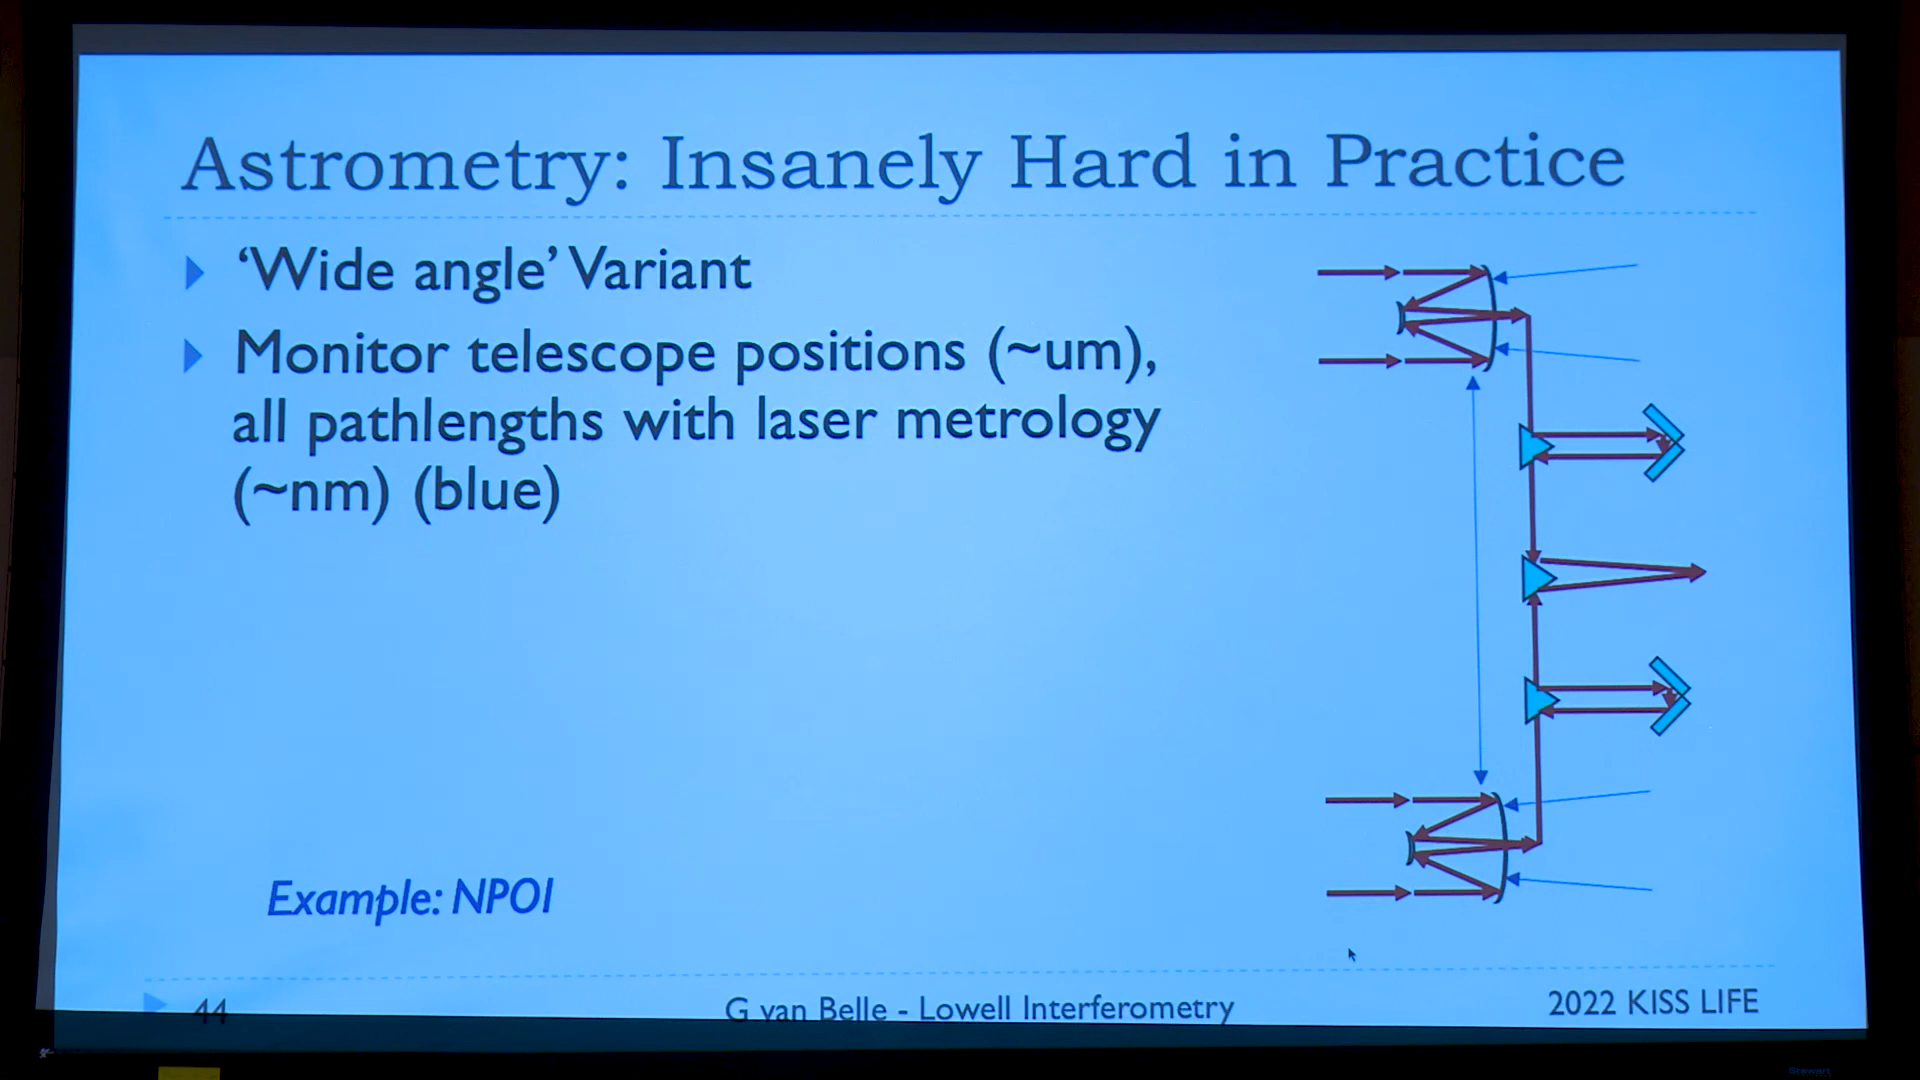 Astrometry: Insanely Hard in Practice
‘Wide angle’ Variant
Monitor telescope positions (~um),
all pathlengths with laser metrology
(~nm) (blue)
Example: NPOI
44
G van Belle - Lowell Interferometry
2022 KISS LIFE
Stewart